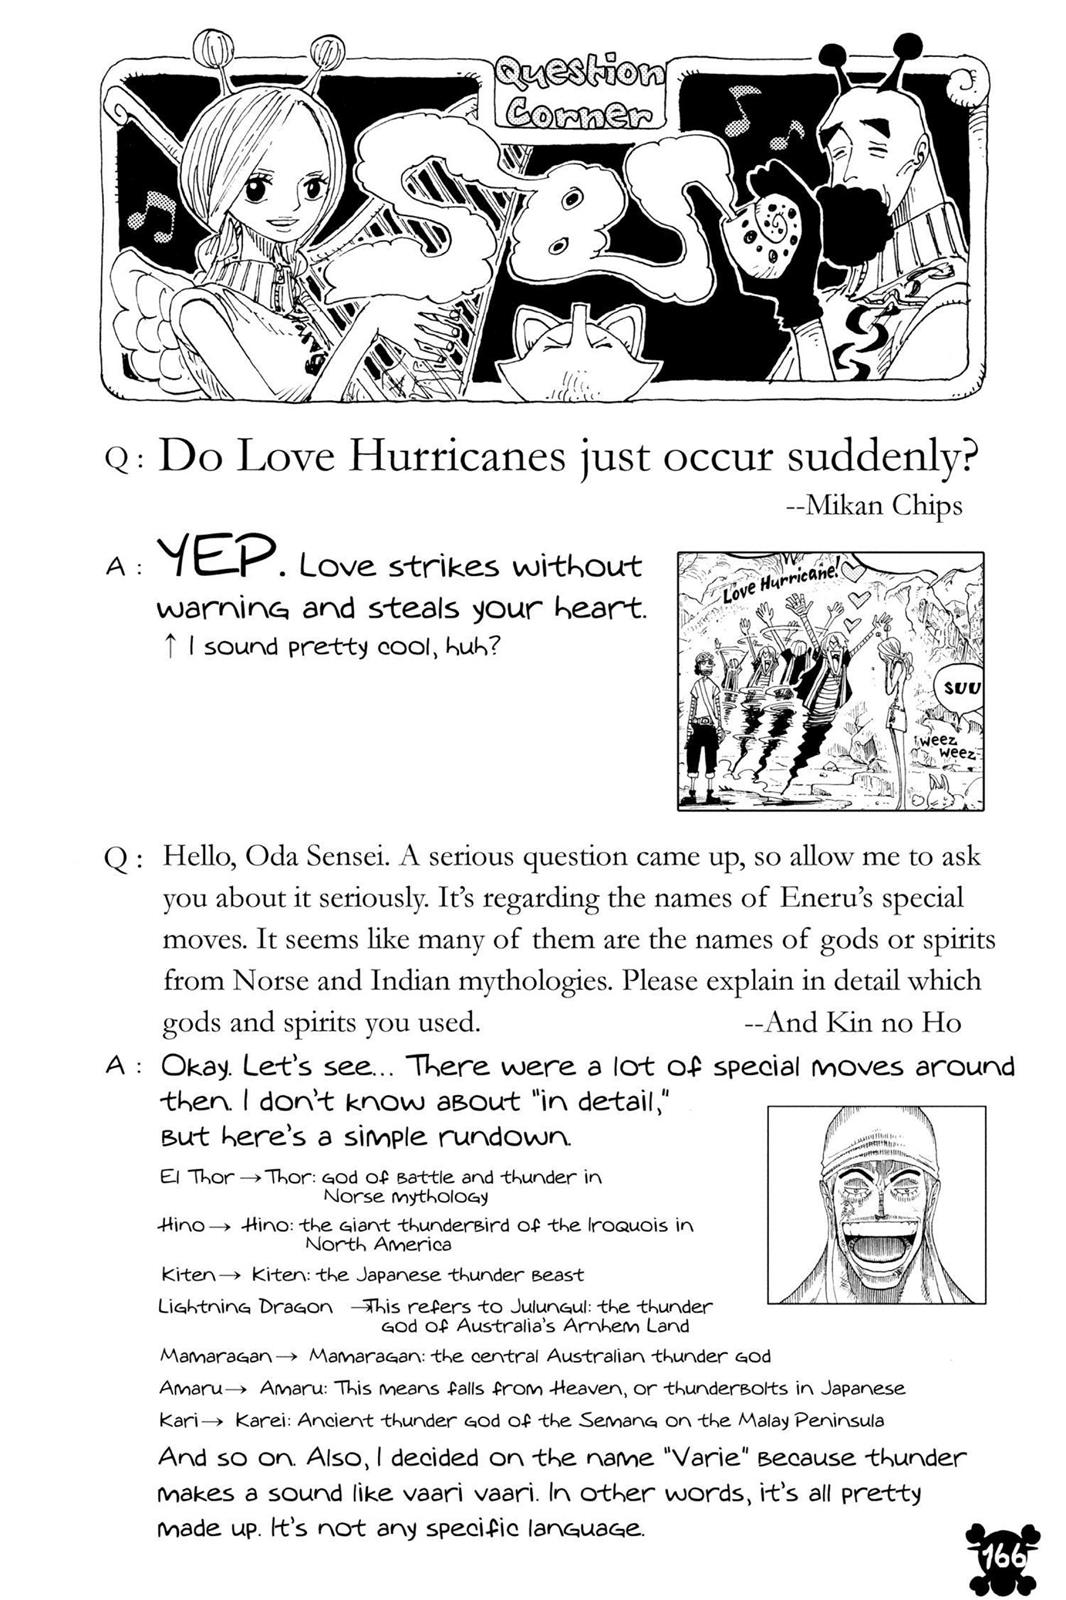 Question
Corner
SBS
Q : Do Love Hurricanes just occur suddenly?
--Mikan Chips
A : YEP. Love strikes without
warning and steals your heart.
↑ I sound pretty cool, huh?
Love Hurricane!
SUU
weez
weez
Q : Hello, Oda Sensei. A serious question came up, so allow me to ask
you about it seriously. It's regarding the names of Eneru's special
moves. It seems like many of them are the names of gods or spirits
from Norse and Indian mythologies. Please explain in detail which
gods and spirits you used. --And Kin no Ho
A : Okay. Let's see... There were a lot of special moves around
then. I don't know about "in detail,"
but here's a simple rundown.
El Thor → Thor: god of battle and thunder in
Norse mythology
Hino → Hino: the giant thunderbird of the Iroquois in
North America
Kiten → Kiten: the Japanese thunder beast
Lightning Dragon → This refers to Julungul: the thunder
god of Australia's Arnhem Land
Mamaragan → Mamaragan: the central Australian thunder god
Amaru → Amaru: This means falls from Heaven, or thunderbolts in Japanese
Kari → Karei: Ancient thunder god of the Semang on the Malay Peninsula
And so on. Also, I decided on the name "Varie" because thunder
makes a sound like vaari vaari. In other words, it's all pretty
made up. It's not any specific language.
166